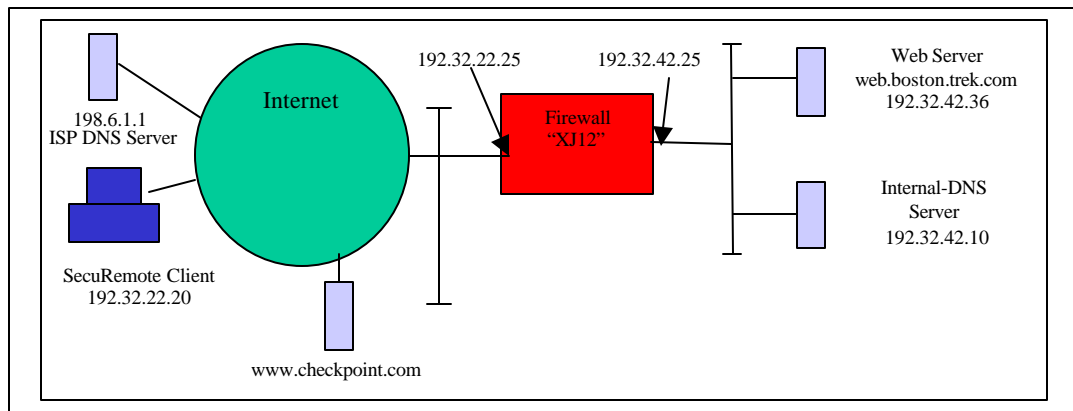 192.32.22.25
192.32.42.25
Web Server
web.boston.trek.com
192.32.42.36
Internet
Firewall
“XJ12”
198.6.1.1
ISP DNS Server
Internal-DNS
Server
192.32.42.10
SecuRemote Client
192.32.22.20
www.checkpoint.com